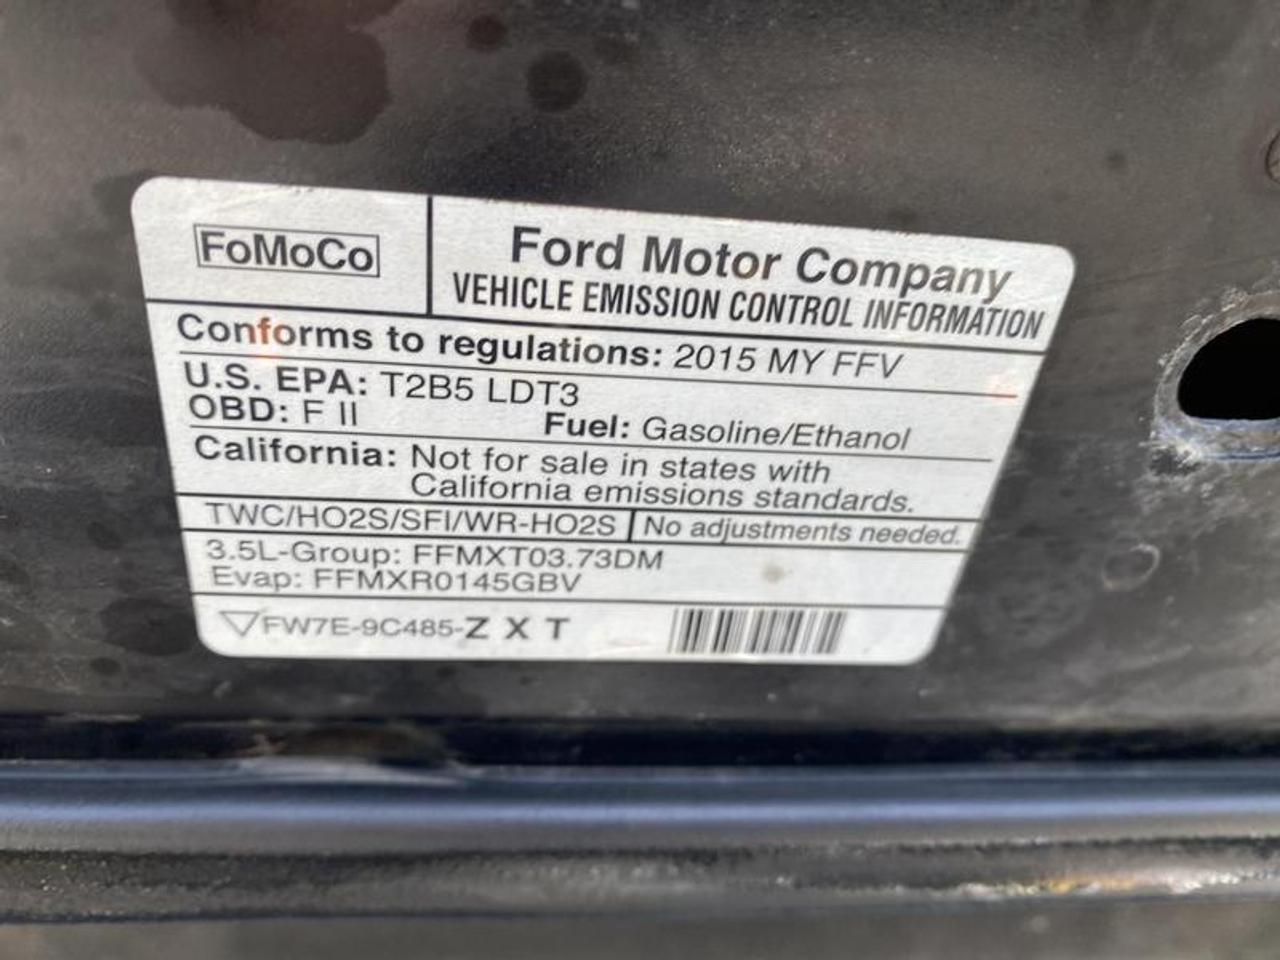 FoMoCo
Ford Motor Company
VEHICLE EMISSION CONTROL INFORMATION
Conforms to regulations: 2015 MY FFV
U.S. EPA: T2B5 LDT3
OBD: F II Fuel: Gasoline/Ethanol
California: Not for sale in states with
California emissions standards.
TWC/HO2S/SFI/WR-HO2S No adjustments needed.
3.5L-Group: FFMXT03.73DM
Evap: FFMXR0145GBV
FW7E-9C485-Z X T